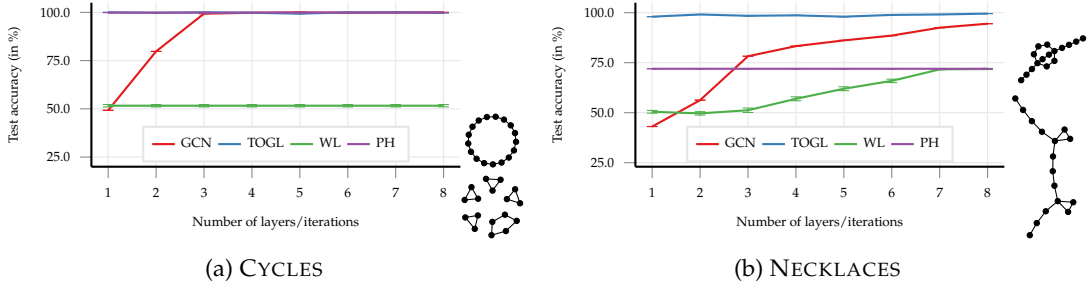 100.0
75.0
50.0
25.0
Test accuracy (in %)
GCN TOGL WL PH
1 2 3 4 5 6 7 8
Number of layers/iterations
(a) CYCLES
100.0
75.0
50.0
25.0
Test accuracy (in %)
GCN TOGL WL PH
1 2 3 4 5 6 7 8
Number of layers/iterations
(b) NECKLACES